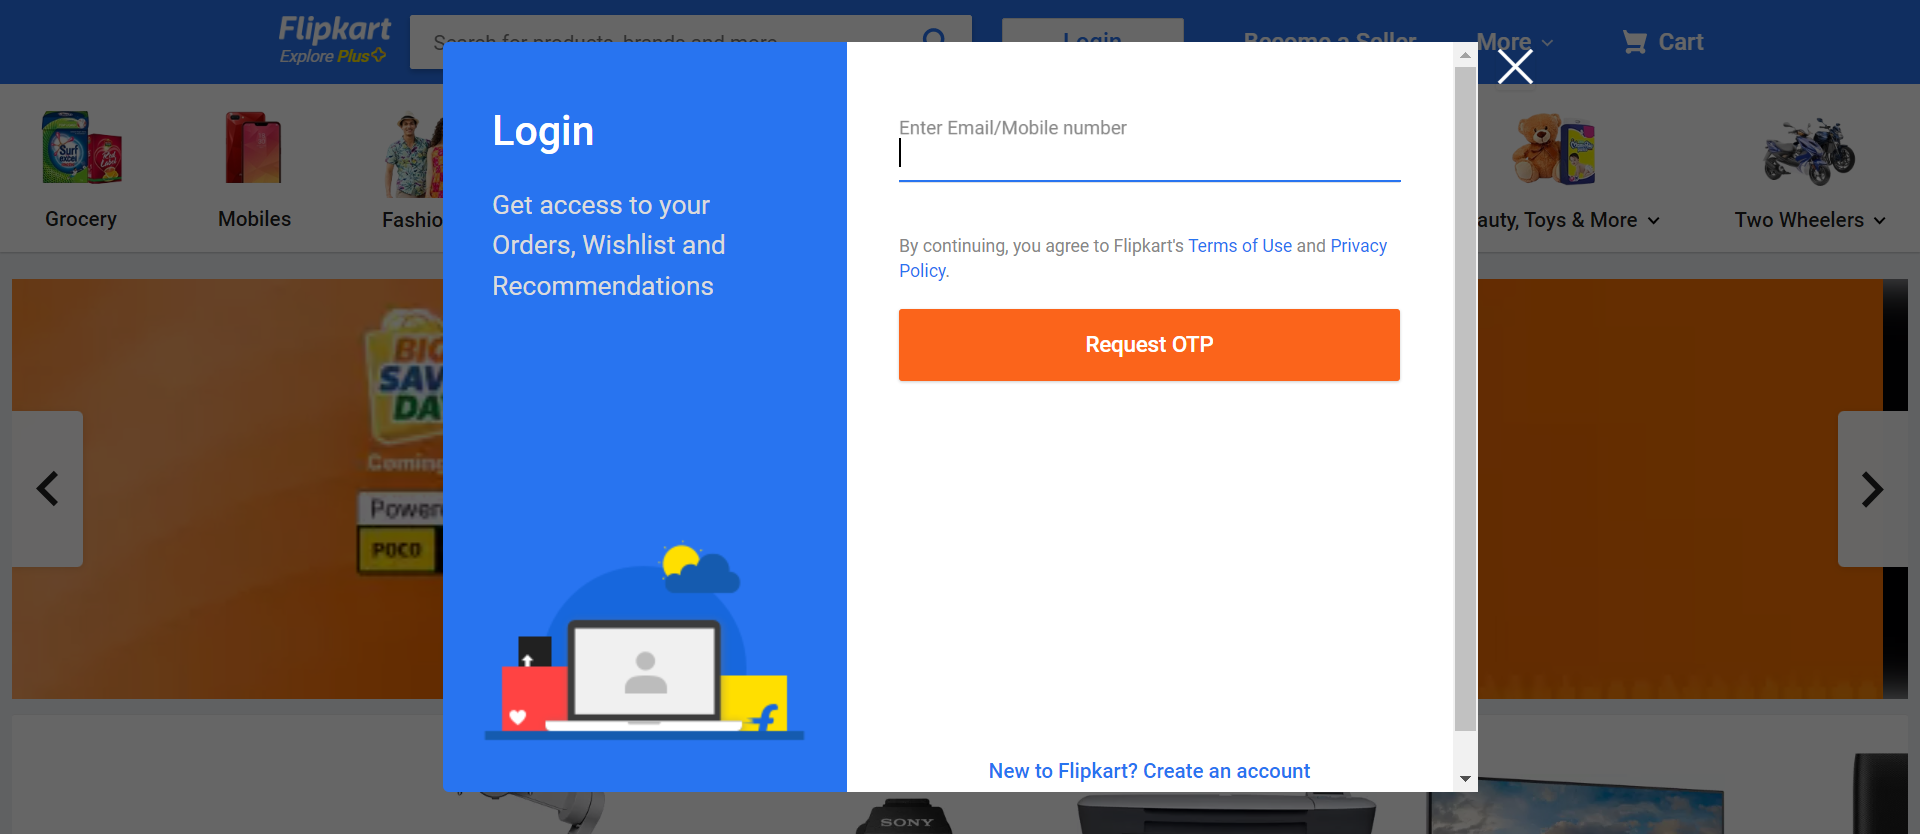 Flipkart
Explore Plus
Search for products, brands and more
Login
Become a Seller
More
Cart
Surf excel
Grocery
Mobiles
Fashio
auty, Toys & More
Two Wheelers
BIG
SAV
DA
Coming
Power
POCO
Login
Get access to your
Orders, Wishlist and
Recommendations
Enter Email/Mobile number
By continuing, you agree to Flipkart's Terms of Use and Privacy
Policy.
Request OTP
New to Flipkart? Create an account
SONY